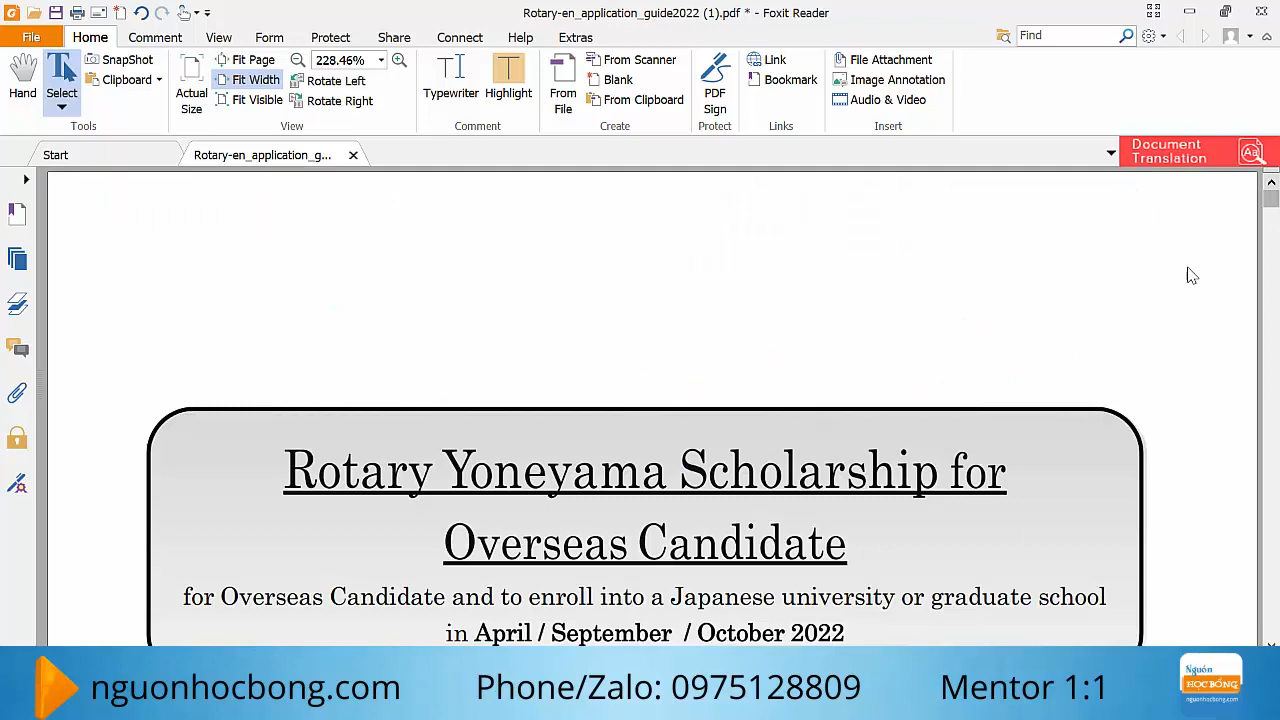 Rotary-en_application_guide2022 (1).pdf * - Foxit Reader
File Home Comment View Form Protect Share Connect Help Extras Find
Hand
Select
SnapShot
Clipboard
Tools
Actual Size
Fit Page
Fit Width
Fit Visible
228.46%
Rotate Left
Rotate Right
View
Typewriter
Highlight
Comment
From File
From Scanner
Blank
From Clipboard
Create
PDF Sign
Protect
Link
Bookmark
Links
File Attachment
Image Annotation
Audio & Video
Insert
Start
Rotary-en_application_g...
Document
Translation
Rotary Yoneyama Scholarship for
Overseas Candidate
for Overseas Candidate and to enroll into a Japanese university or graduate school
in April / September / October 2022
nguonhocbong.com Phone/Zalo: 0975128809 Mentor 1:1
Nguồn
HỌC BỔNG
nguonhocbong.com